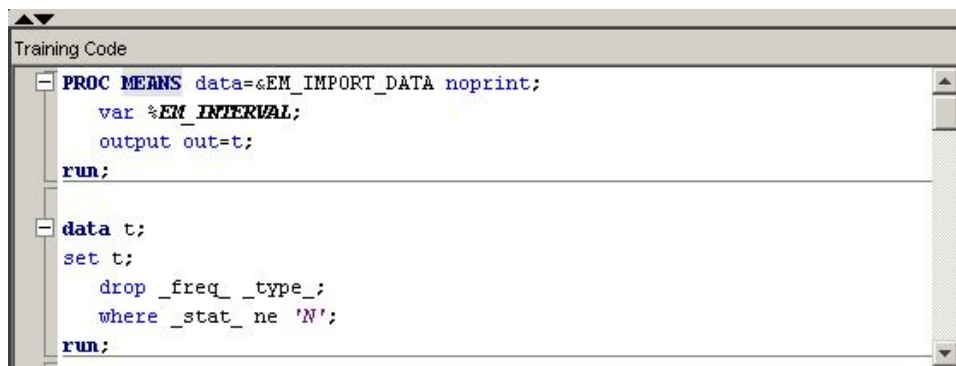 Training Code
PROC MEANS data=&EM_IMPORT_DATA noprint;
var %EM_INTERVAL;
output out=t;
run;
data t;
set t;
drop _freq_ _type_;
where _stat_ ne 'N';
run;